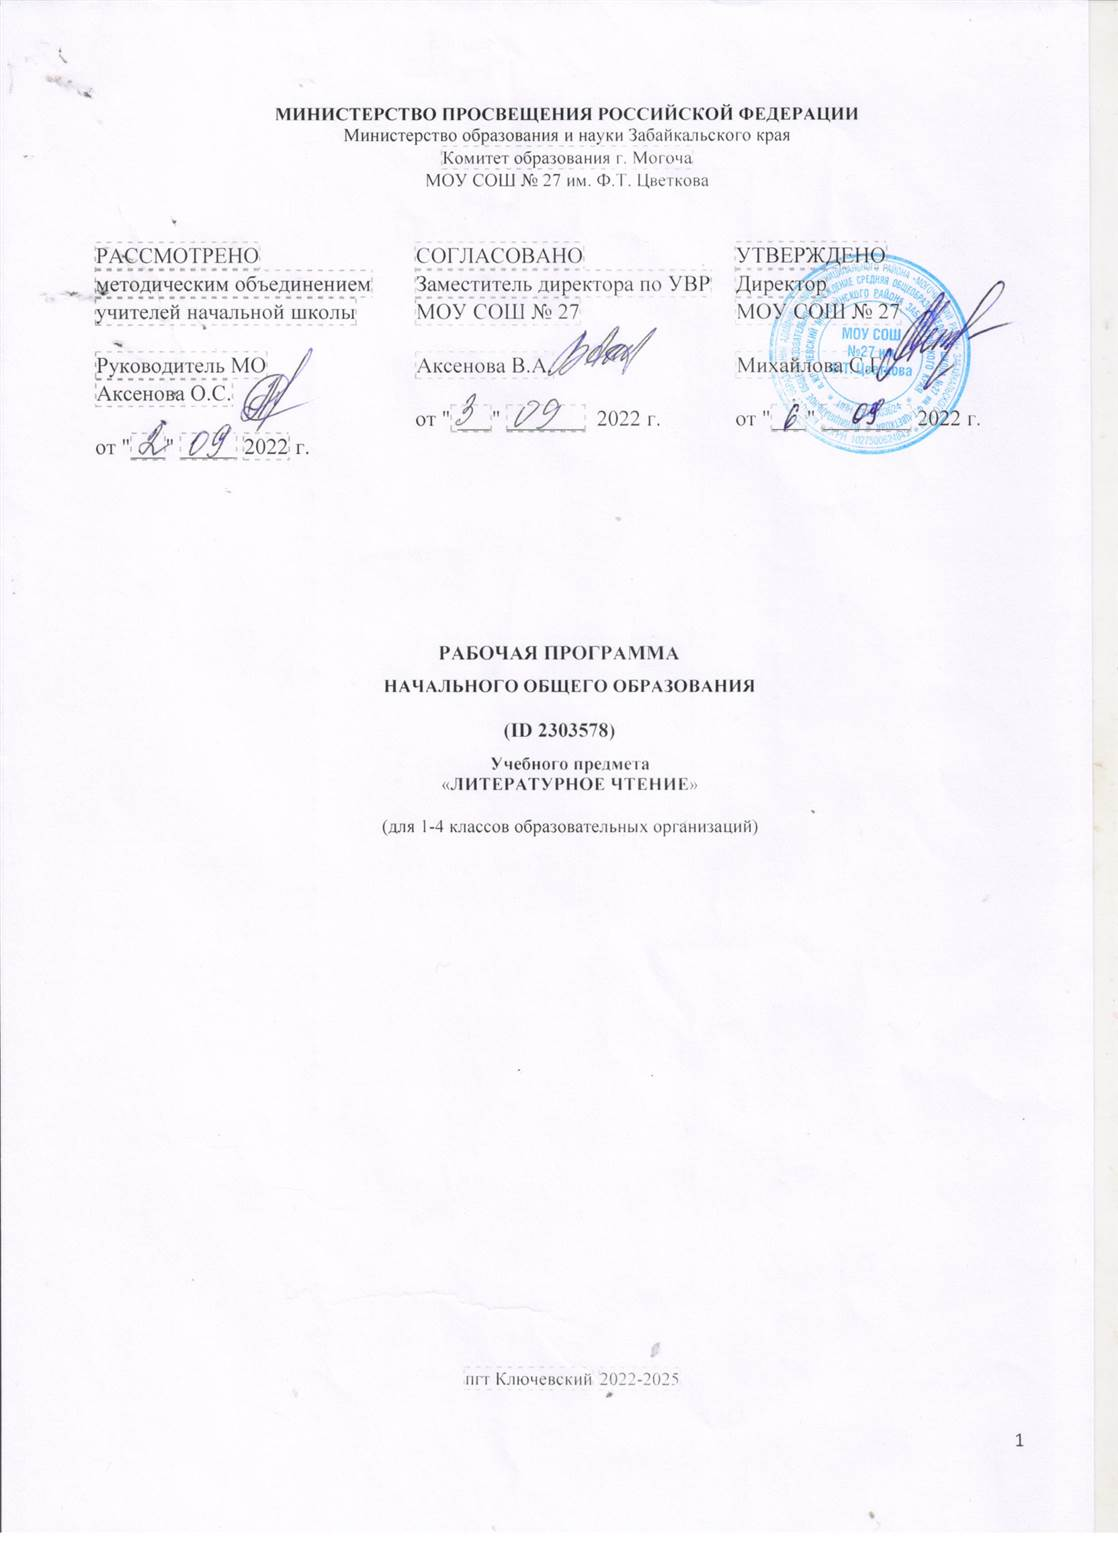 МИНИСТЕРСТВО ПРОСВЕЩЕНИЯ РОССИЙСКОЙ ФЕДЕРАЦИИ
Министерство образования и науки Забайкальского края
Комитет образования г. Могоча
МОУ СОШ № 27 им. Ф.Т. Цветкова
РАССМОТРЕНО
методическим объединением
учителей начальной школы
Руководитель МО
Аксенова О.С.
от "2" 09 2022 г.
СОГЛАСОВАНО
Заместитель директора по УВР
МОУ СОШ № 27
Аксенова В.А.
от "3" 09 2022 г.
УТВЕРЖДЕНО
Директор
МОУ СОШ № 27
Михайлова С.
от "6" 09 2022 г.
МОУ СОШ
№27
Цветкова
РАБОЧАЯ ПРОГРАММА
НАЧАЛЬНОГО ОБЩЕГО ОБРАЗОВАНИЯ
(ID 2303578)
Учебного предмета
«ЛИТЕРАТУРНОЕ ЧТЕНИЕ»
(для 1-4 классов образовательных организаций)
пгт Ключевский 2022-2025
1